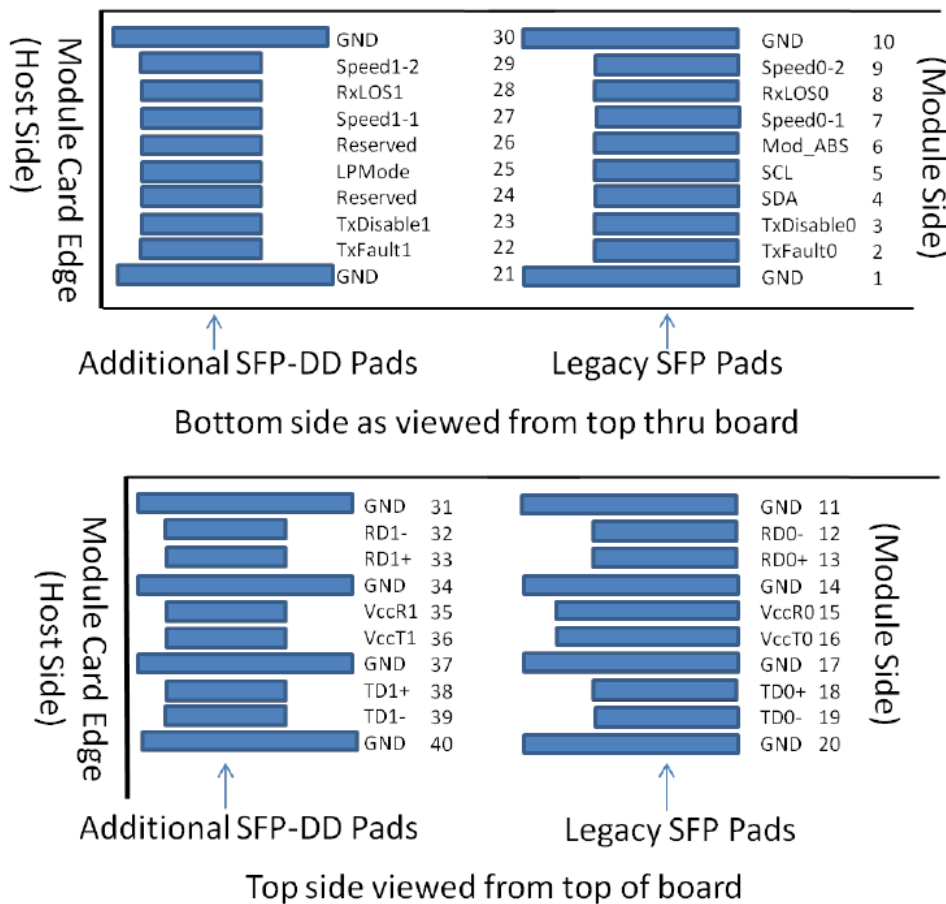 Module Card Edge
(Host Side)
GND 30 GND 10
Speed1-2 29 Speed0-2 9
RxLOS1 28 RxLOS0 8
Speed1-1 27 Speed0-1 7
Reserved 26 Mod_ABS 6
LPMode 25 SCL 5
Reserved 24 SDA 4
TxDisable1 23 TxDisable0 3
TxFault1 22 TxFault0 2
GND 21 GND 1
(Module Side)
Additional SFP-DD Pads Legacy SFP Pads
Bottom side as viewed from top thru board
Module Card Edge
(Host Side)
GND 31 GND 11
RD1- 32 RD0- 12
RD1+ 33 RD0+ 13
GND 34 GND 14
VccR1 35 VccR0 15
VccT1 36 VccT0 16
GND 37 GND 17
TD1+ 38 TD0+ 18
TD1- 39 TD0- 19
GND 40 GND 20
(Module Side)
Additional SFP-DD Pads Legacy SFP Pads
Top side viewed from top of board